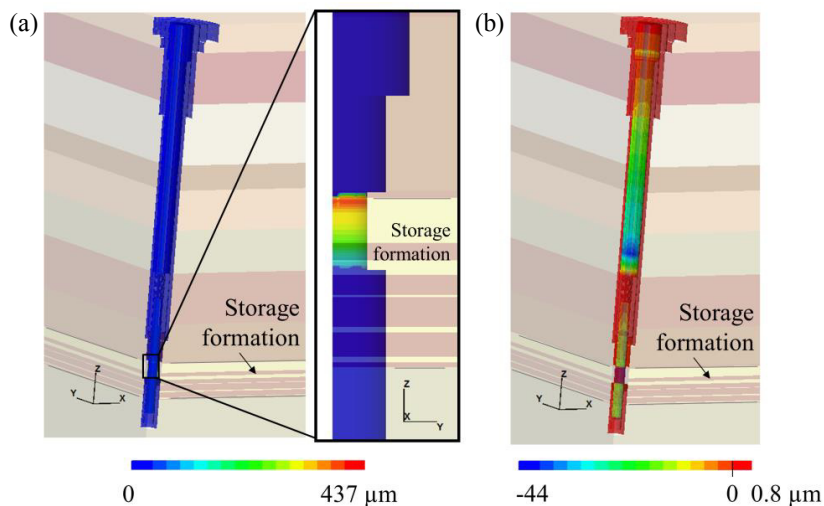 (a)
Storage
formation
Z
Y
X
0
437 µm
Storage
formation
Z
X
Y
(b)
Storage
formation
Z
Y
X
-44
0
0.8 µm